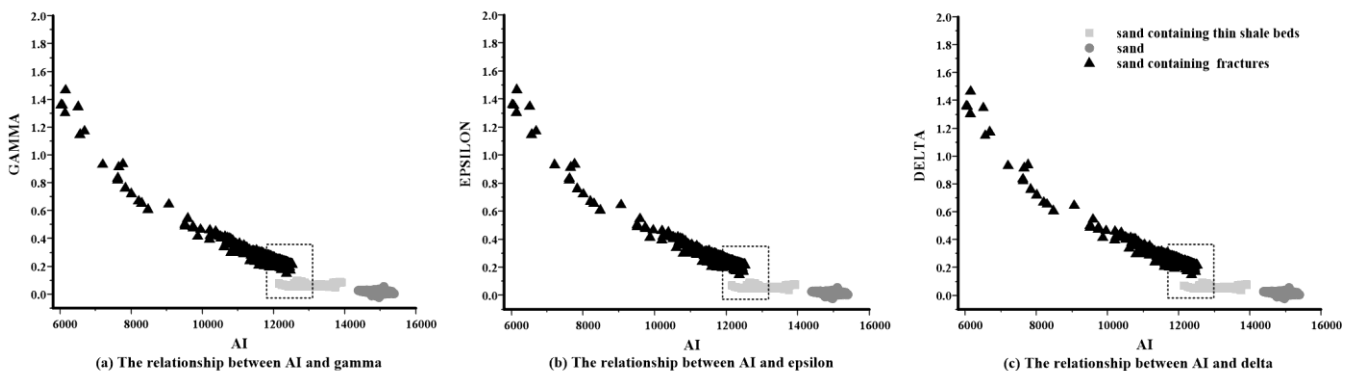 2.0
1.8
1.6
1.4
1.2
1.0
0.8
0.6
0.4
0.2
0.0
GAMMA
6000 8000 10000 12000 14000 16000
AI
(a) The relationship between AI and gamma
2.0
1.8
1.6
1.4
1.2
1.0
0.8
0.6
0.4
0.2
0.0
EPSILON
6000 8000 10000 12000 14000 16000
AI
(b) The relationship between AI and epsilon
2.0
1.8
1.6
1.4
1.2
1.0
0.8
0.6
0.4
0.2
0.0
DELTA
sand containing thin shale beds
sand
sand containing fractures
6000 8000 10000 12000 14000 16000
AI
(c) The relationship between AI and delta